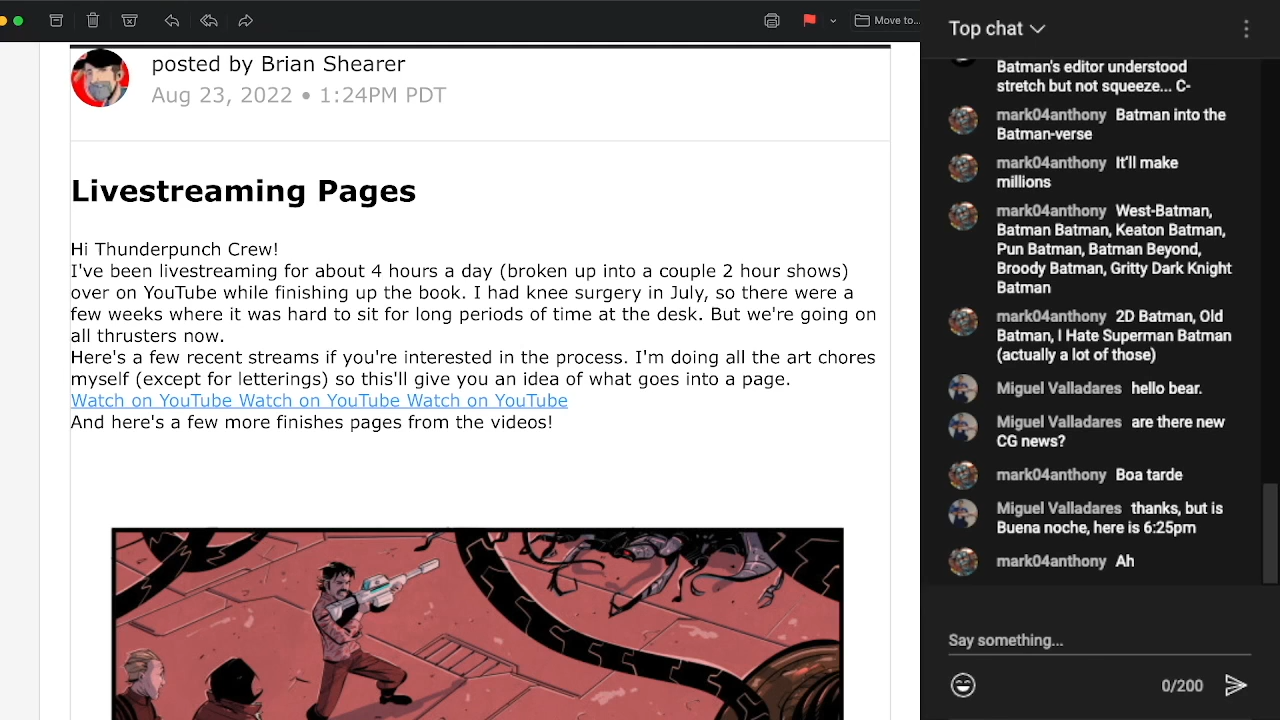 Move to...
posted by Brian Shearer
Aug 23, 2022 • 1:24PM PDT
Livestreaming Pages
Hi Thunderpunch Crew!
I've been livestreaming for about 4 hours a day (broken up into a couple 2 hour shows)
over on YouTube while finishing up the book. I had knee surgery in July, so there were a
few weeks where it was hard to sit for long periods of time at the desk. But we're going on
all thrusters now.
Here's a few recent streams if you're interested in the process. I'm doing all the art chores
myself (except for letterings) so this'll give you an idea of what goes into a page.
Watch on YouTube Watch on YouTube Watch on YouTube
And here's a few more finishes pages from the videos!
Top chat
Batman's editor understood
stretch but not squeeze... C-
mark04anthony Batman into the
Batman-verse
mark04anthony It'll make
millions
mark04anthony West-Batman,
Batman Batman, Keaton Batman,
Pun Batman, Batman Beyond,
Broody Batman, Gritty Dark Knight
Batman
mark04anthony 2D Batman, Old
Batman, I Hate Superman Batman
(actually a lot of those)
Miguel Valladares hello bear.
Miguel Valladares are there new
CG news?
mark04anthony Boa tarde
Miguel Valladares thanks, but is
Buena noche, here is 6:25pm
mark04anthony Ah
Say something...
0/200